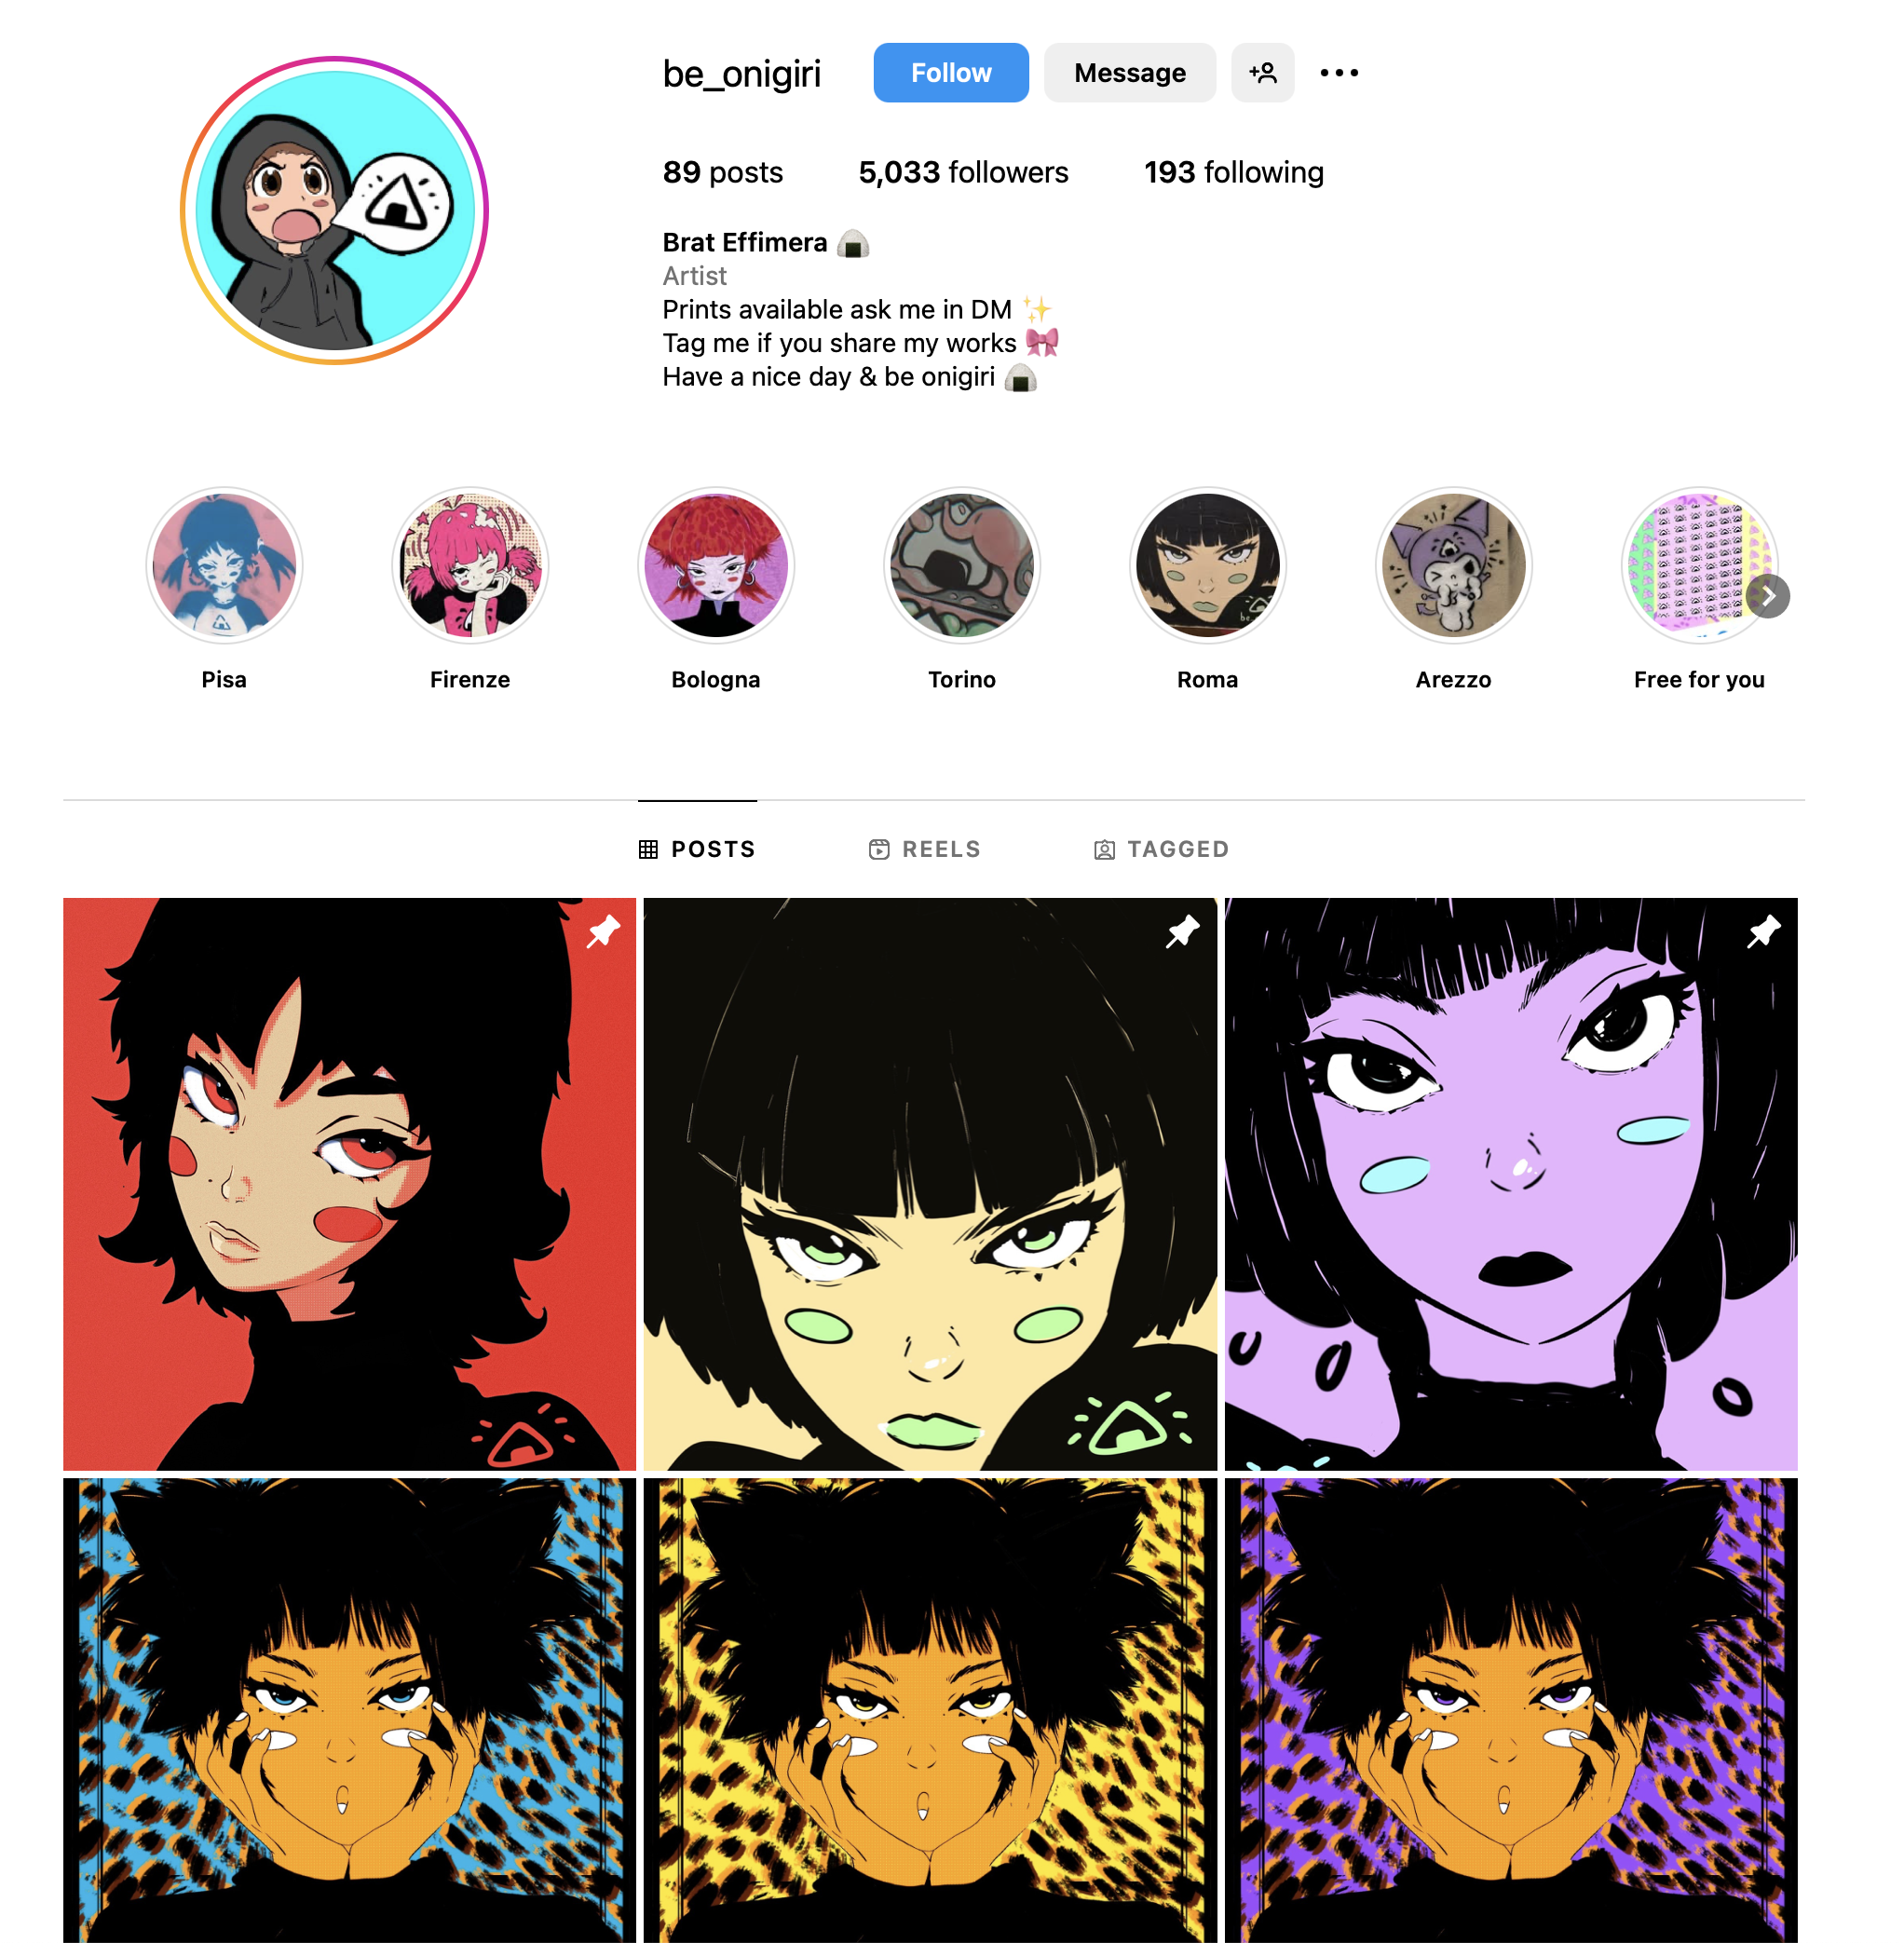 be_onigiri Follow Message
89 posts 5,033 followers 193 following
Brat Effimera 🍙
Artist
Prints available ask me in DM ✨
Tag me if you share my works 🎀
Have a nice day & be onigiri 🍙
Pisa Firenze Bologna Torino Roma Arezzo Free for you
POSTS REELS TAGGED